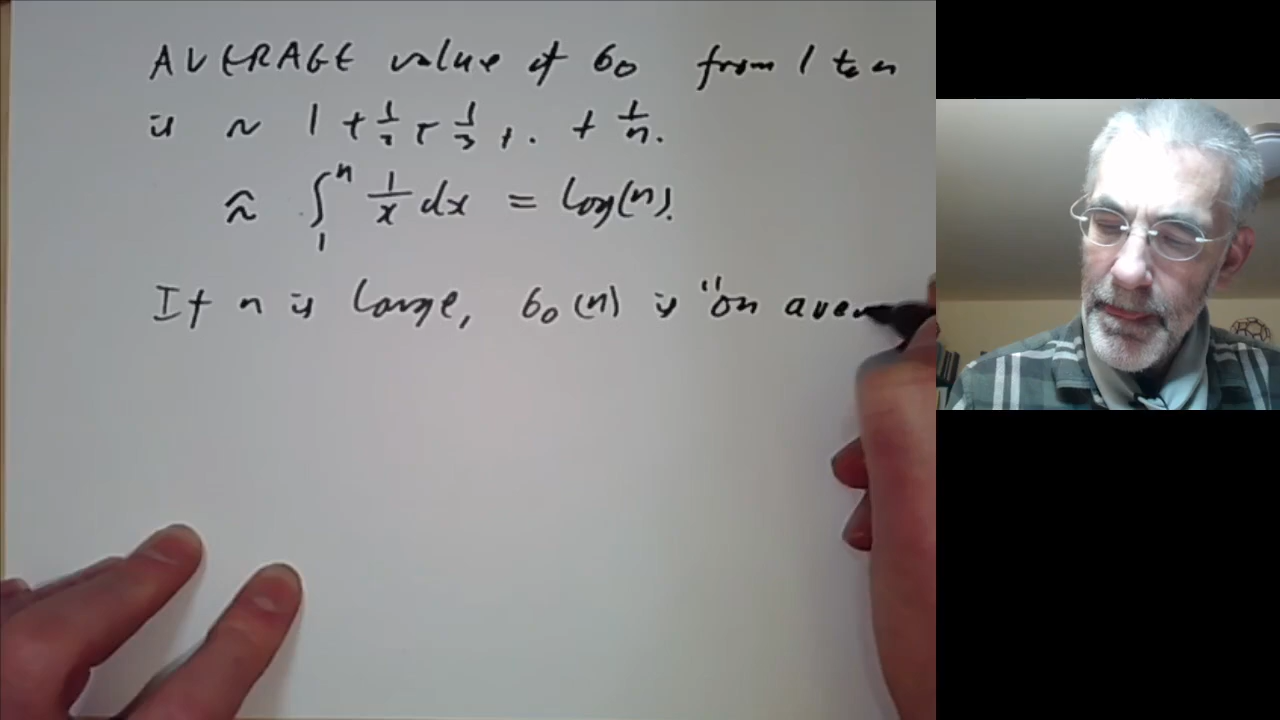 AVERAGE value of σ₀ from 1 to n
is ~ 1 + 1/2 + 1/3 + . + 1/n.
≈ ∫₁ⁿ 1/x dx = log(n).
If n is large, σ₀(n) is "on aver